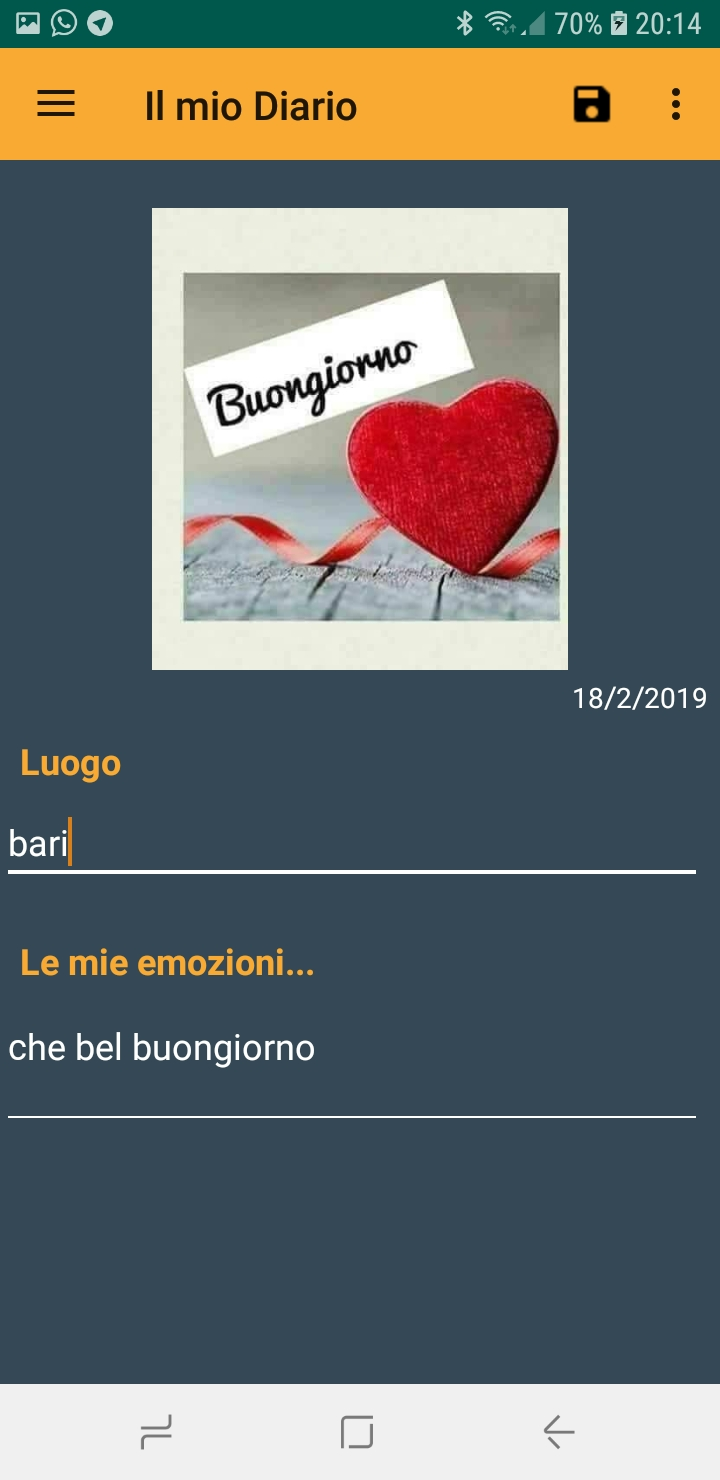 70% 20:14
Il mio Diario
Buongiorno
18/2/2019
Luogo
bari
Le mie emozioni...
che bel buongiorno